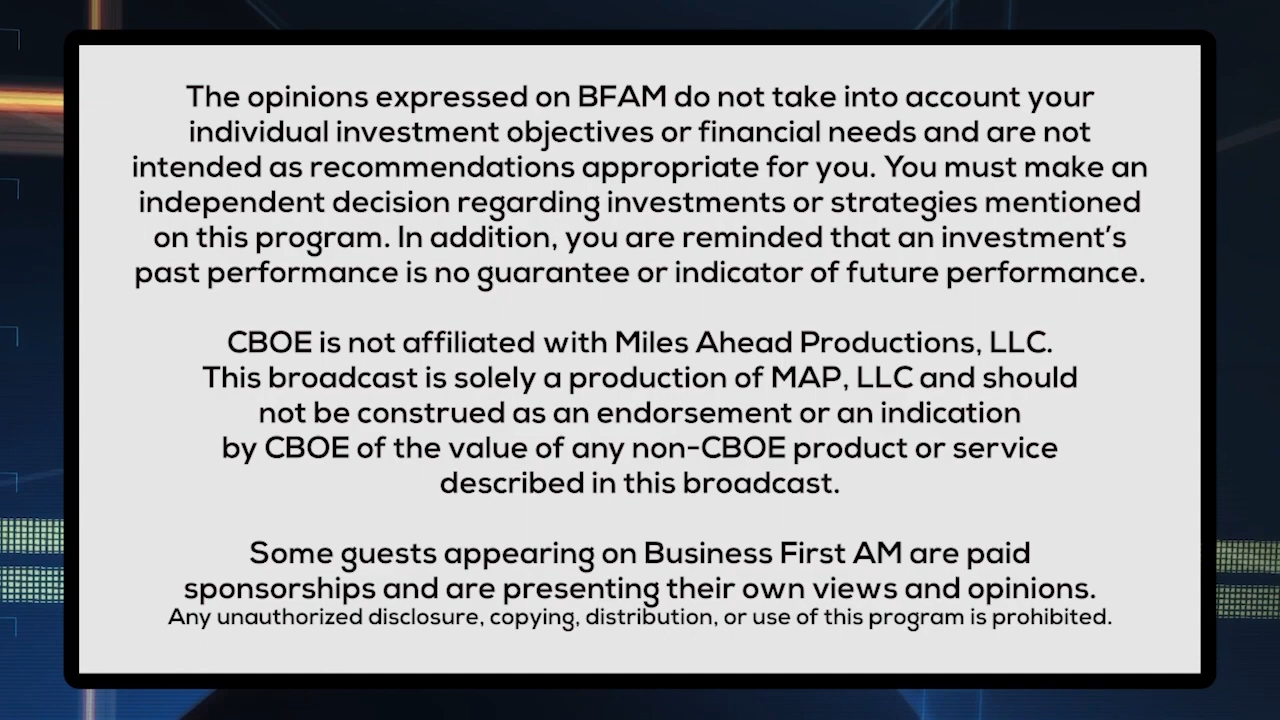 The opinions expressed on BFAM do not take into account your
individual investment objectives or financial needs and are not
intended as recommendations appropriate for you. You must make an
independent decision regarding investments or strategies mentioned
on this program. In addition, you are reminded that an investment's
past performance is no guarantee or indicator of future performance.
CBOE is not affiliated with Miles Ahead Productions, LLC.
This broadcast is solely a production of MAP, LLC and should
not be construed as an endorsement or an indication
by CBOE of the value of any non-CBOE product or service
described in this broadcast.
Some guests appearing on Business First AM are paid
sponsorships and are presenting their own views and opinions.
Any unauthorized disclosure, copying, distribution, or use of this program is prohibited.